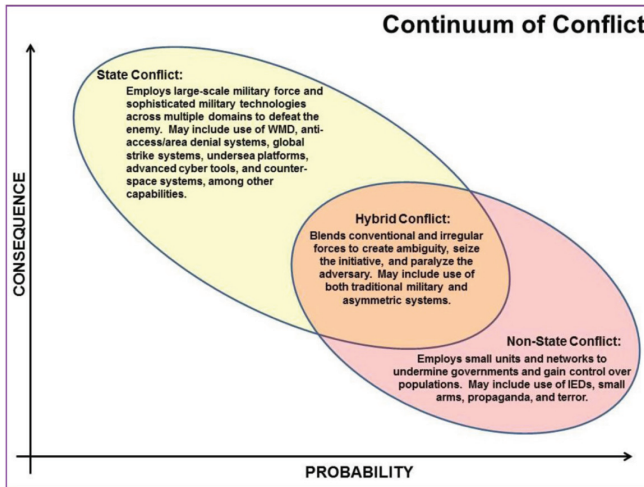 Continuum of Conflict
State Conflict:
Employs large-scale military force and
sophisticated military technologies
across multiple domains to defeat the
enemy. May include use of WMD, anti-
access/area denial systems, global
strike systems, undersea platforms,
advanced cyber tools, and counter-
space systems, among other
capabilities.
Hybrid Conflict:
Blends conventional and irregular
forces to create ambiguity, seize
the initiative, and paralyze the
adversary. May include use of
both traditional military and
asymmetric systems.
Non-State Conflict:
Employs small units and networks to
undermine governments and gain control over
populations. May include use of IEDs, small
arms, propaganda, and terror.
CONSEQUENCE
PROBABILITY